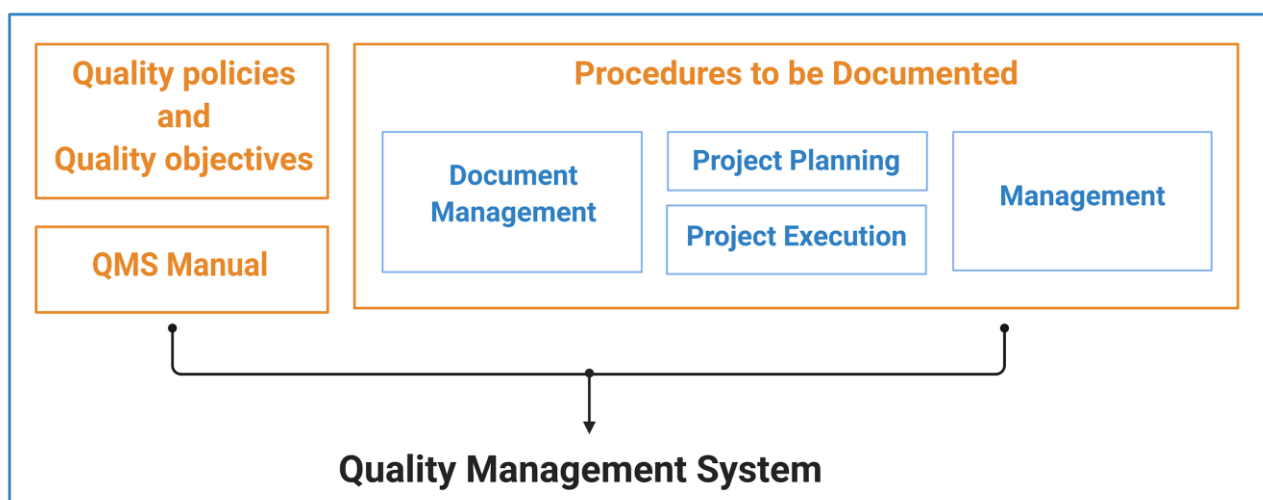 Quality policies
and
Quality objectives
QMS Manual
Procedures to be Documented
Document
Management
Project Planning
Project Execution
Management
Quality Management System